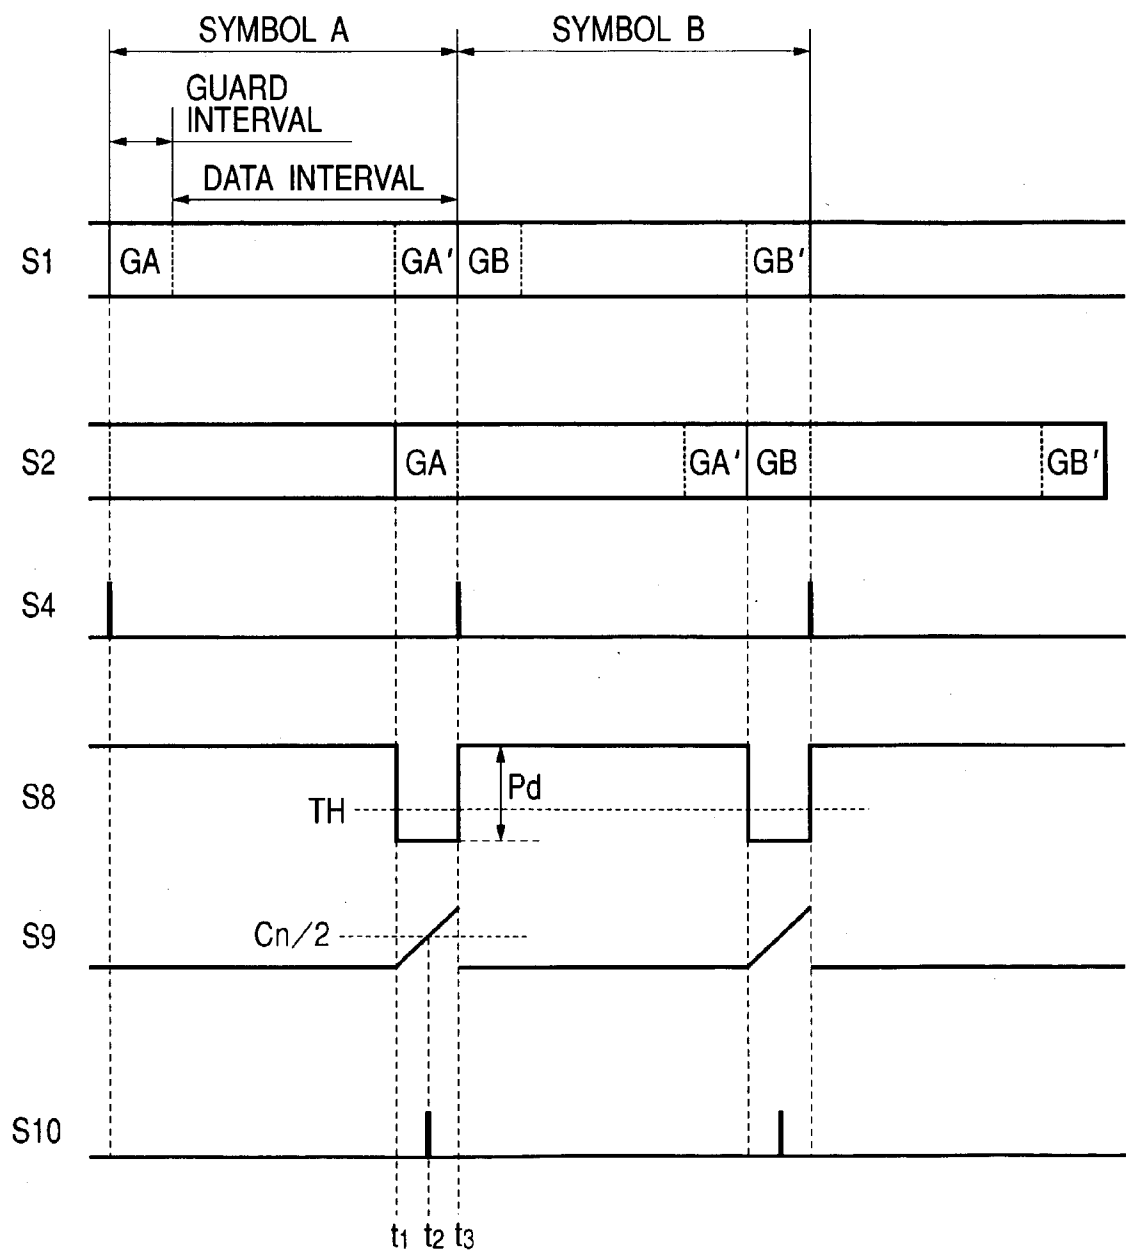 SYMBOL A SYMBOL B
GUARD
INTERVAL
DATA INTERVAL
S1 GA GA' GB GB'
S2 GA GA' GB GB'
S4
S8 TH Pd
S9 Cn/2
S10
t1 t2 t3